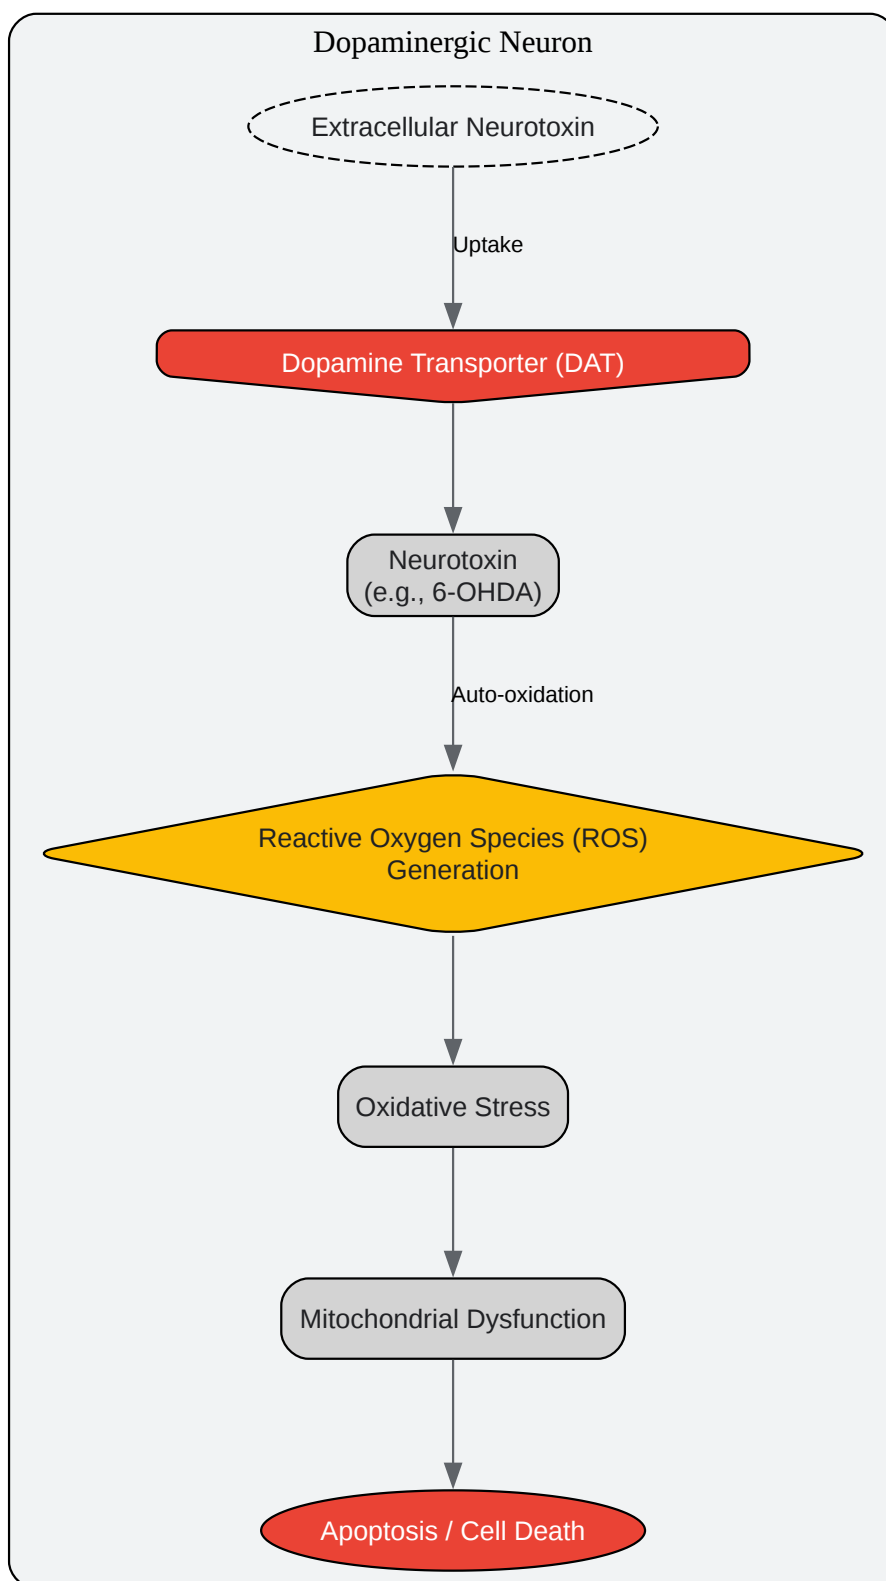 Dopaminergic Neuron
Extracellular Neurotoxin
Uptake
Dopamine Transporter (DAT)
Neurotoxin
(e.g., 6-OHDA)
Auto-oxidation
Reactive Oxygen Species (ROS)
Generation
Oxidative Stress
Mitochondrial Dysfunction
Apoptosis / Cell Death